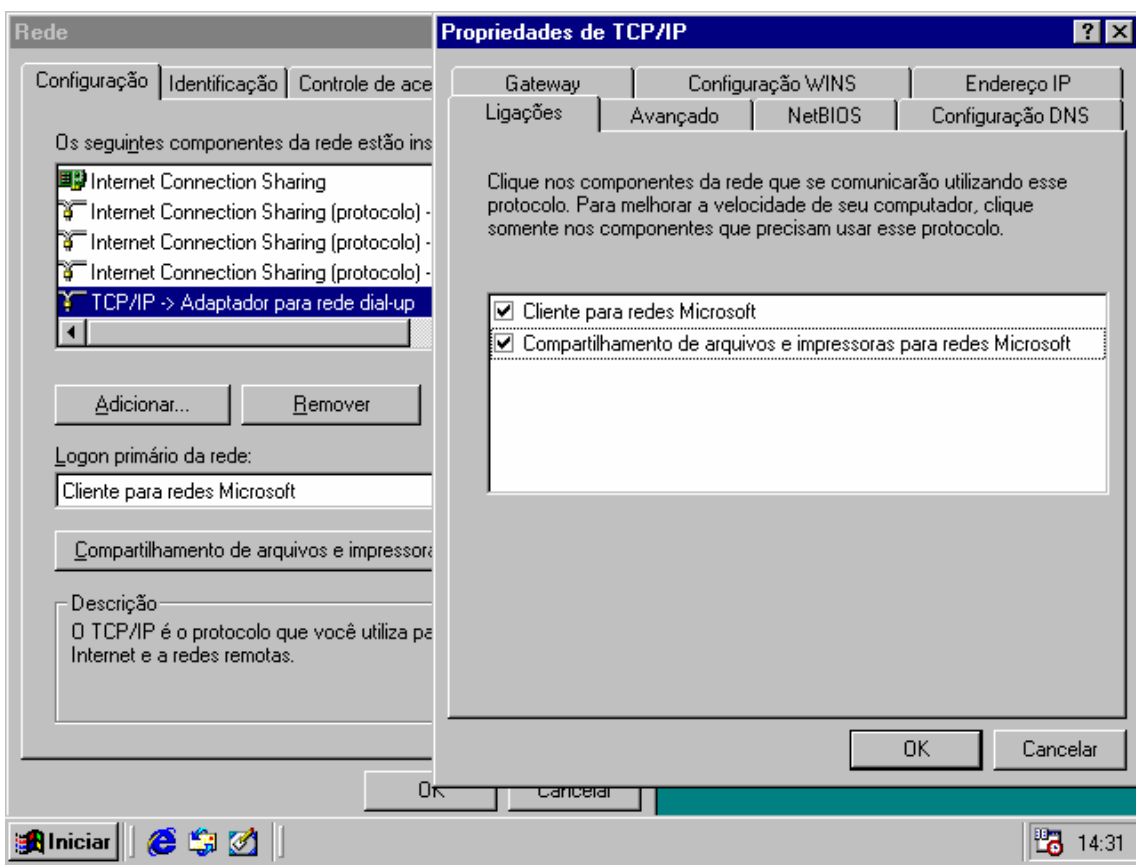 Rede
Configuração Identificação Controle de ace
Os seguintes componentes da rede estão ins
Internet Connection Sharing
Internet Connection Sharing (protocolo) -
Internet Connection Sharing (protocolo) -
Internet Connection Sharing (protocolo) -
TCP/IP -> Adaptador para rede dial-up
Adicionar... Remover
Logon primário da rede:
Cliente para redes Microsoft
Compartilhamento de arquivos e impressora
Descrição
O TCP/IP é o protocolo que você utiliza pa
Internet e a redes remotas.
OK Cancelar
Propriedades de TCP/IP
Gateway Configuração WINS Endereço IP
Ligações Avançado NetBIOS Configuração DNS
Clique nos componentes da rede que se comunicarão utilizando esse
protocolo. Para melhorar a velocidade de seu computador, clique
somente nos componentes que precisam usar esse protocolo.
Cliente para redes Microsoft
Compartilhamento de arquivos e impressoras para redes Microsoft
OK Cancelar
Iniciar 14:31